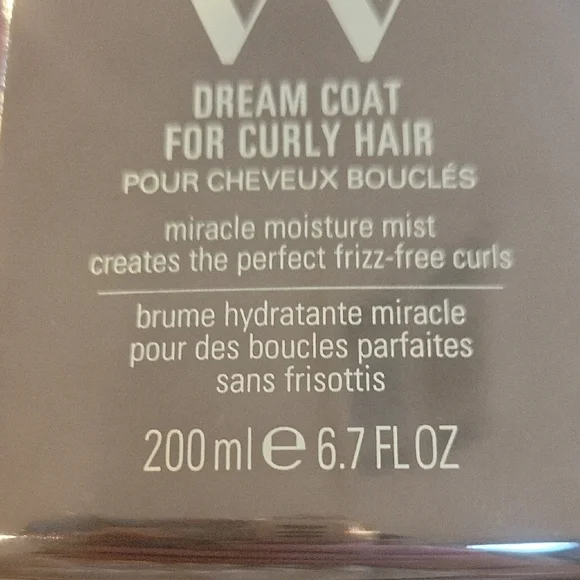 DREAM COAT
FOR CURLY HAIR
POUR CHEVEUX BOUCLÉS
miracle moisture mist
creates the perfect frizz-free curls
brume hydratante miracle
pour des boucles parfaites
sans frisottis
200 ml e 6.7 FL OZ